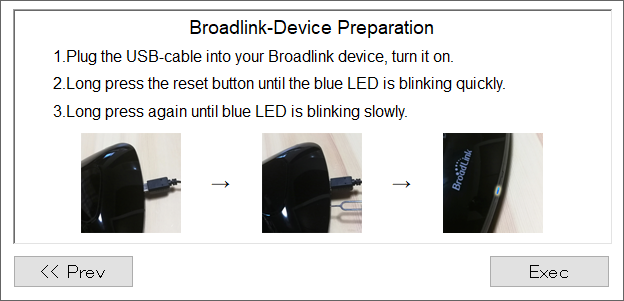 Broadlink-Device Preparation
1.Plug the USB-cable into your Broadlink device, turn it on.
2.Long press the reset button until the blue LED is blinking quickly.
3.Long press again until blue LED is blinking slowly.
→ →
BroadLink
<< Prev
Exec